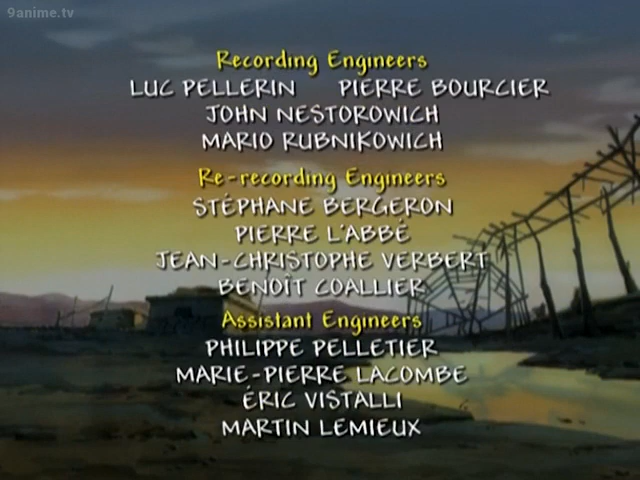 9anime.tv
Recording Engineers
LUC PELLERIN PIERRE BOURCIER
JOHN NESTOROWICH
MARIO RUBNIKOWICH
Re-recording Engineers
STÉPHANE BERGERON
PIERRE L'ABBÉ
JEAN-CHRISTOPHE VERBERT
BENOÎT COALLIER
Assistant Engineers
PHILIPPE PELLETIER
MARIE-PIERRE LACOMBE
ÉRIC VISTALLI
MARTIN LEMIEUX